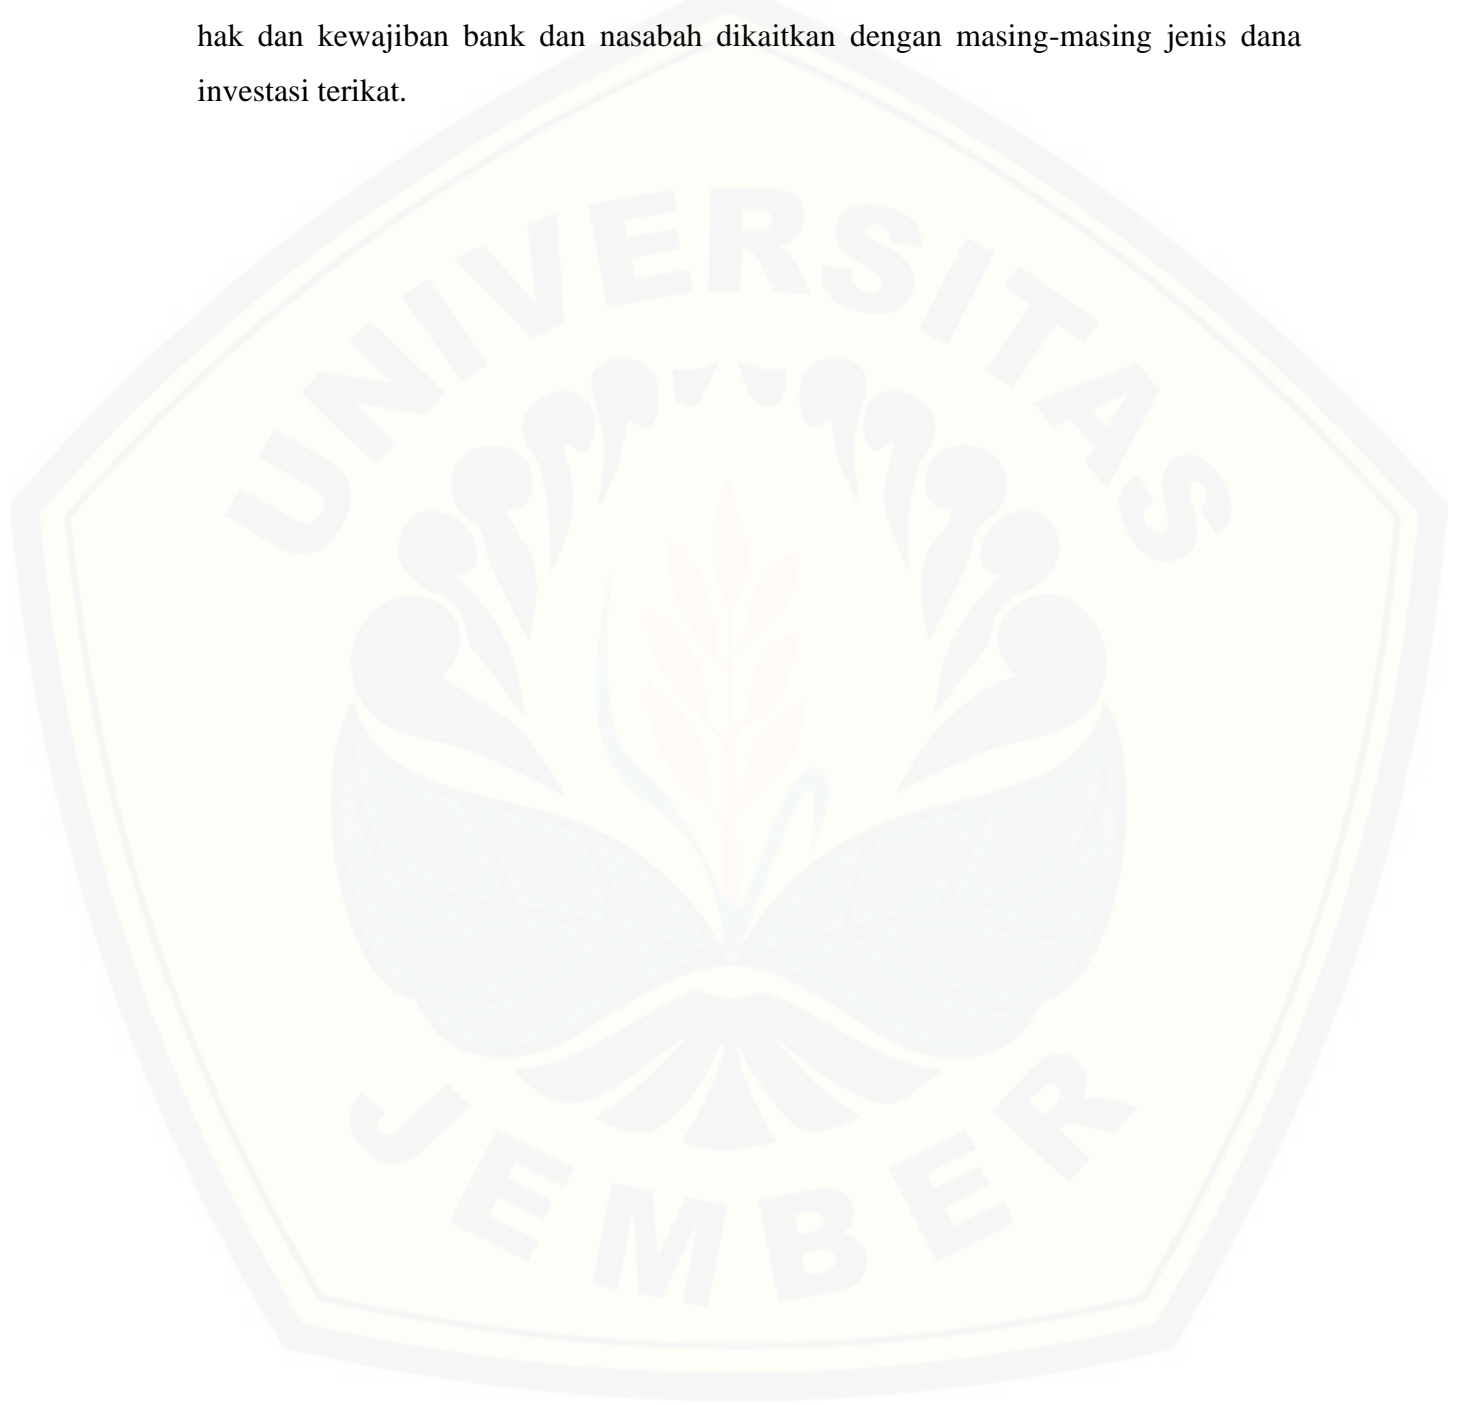 hak dan kewajiban bank dan nasabah dikaitkan dengan masing-masing jenis dana
investasi terikat.
UNIVERSITAS
JEMBER